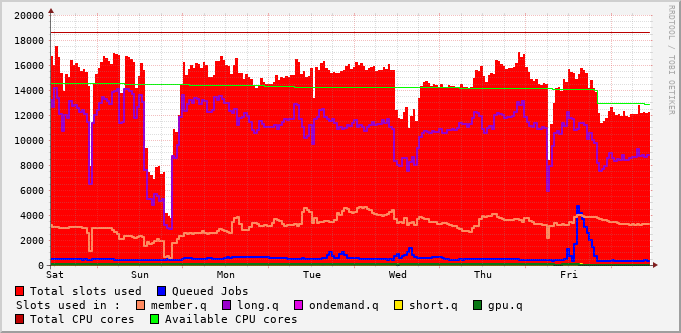 20000
18000
16000
14000
12000
10000
8000
6000
4000
2000
0
Sat Sun Mon Tue Wed Thu Fri
RRDTOOL / TOBI OETIKER
Total slots used Queued Jobs
Slots used in : member.q long.q ondemand.q short.q gpu.q
Total CPU cores Available CPU cores